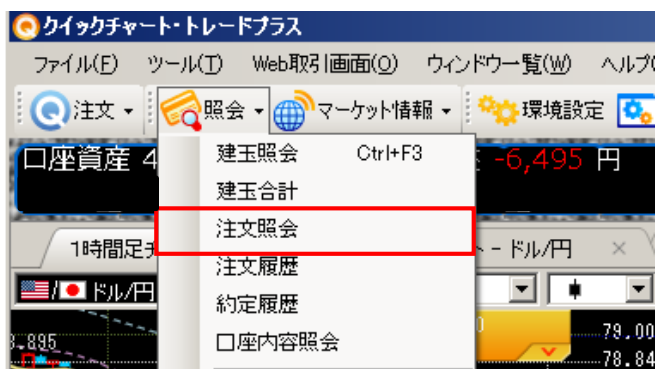 クイックチャート・トレードプラス
ファイル(F) ツール(T) Web取引画面(O) ウィンドウ一覧(W) ヘルプ(
注文 照会 マーケット情報 環境設定
口座資産 4 -6,495 円
建玉照会 Ctrl+F3
建玉合計
注文照会
1時間足チ ト - ドル/円 ×
注文履歴
/ ドル/円
約定履歴
.895 79.00
口座内容照会
78.84